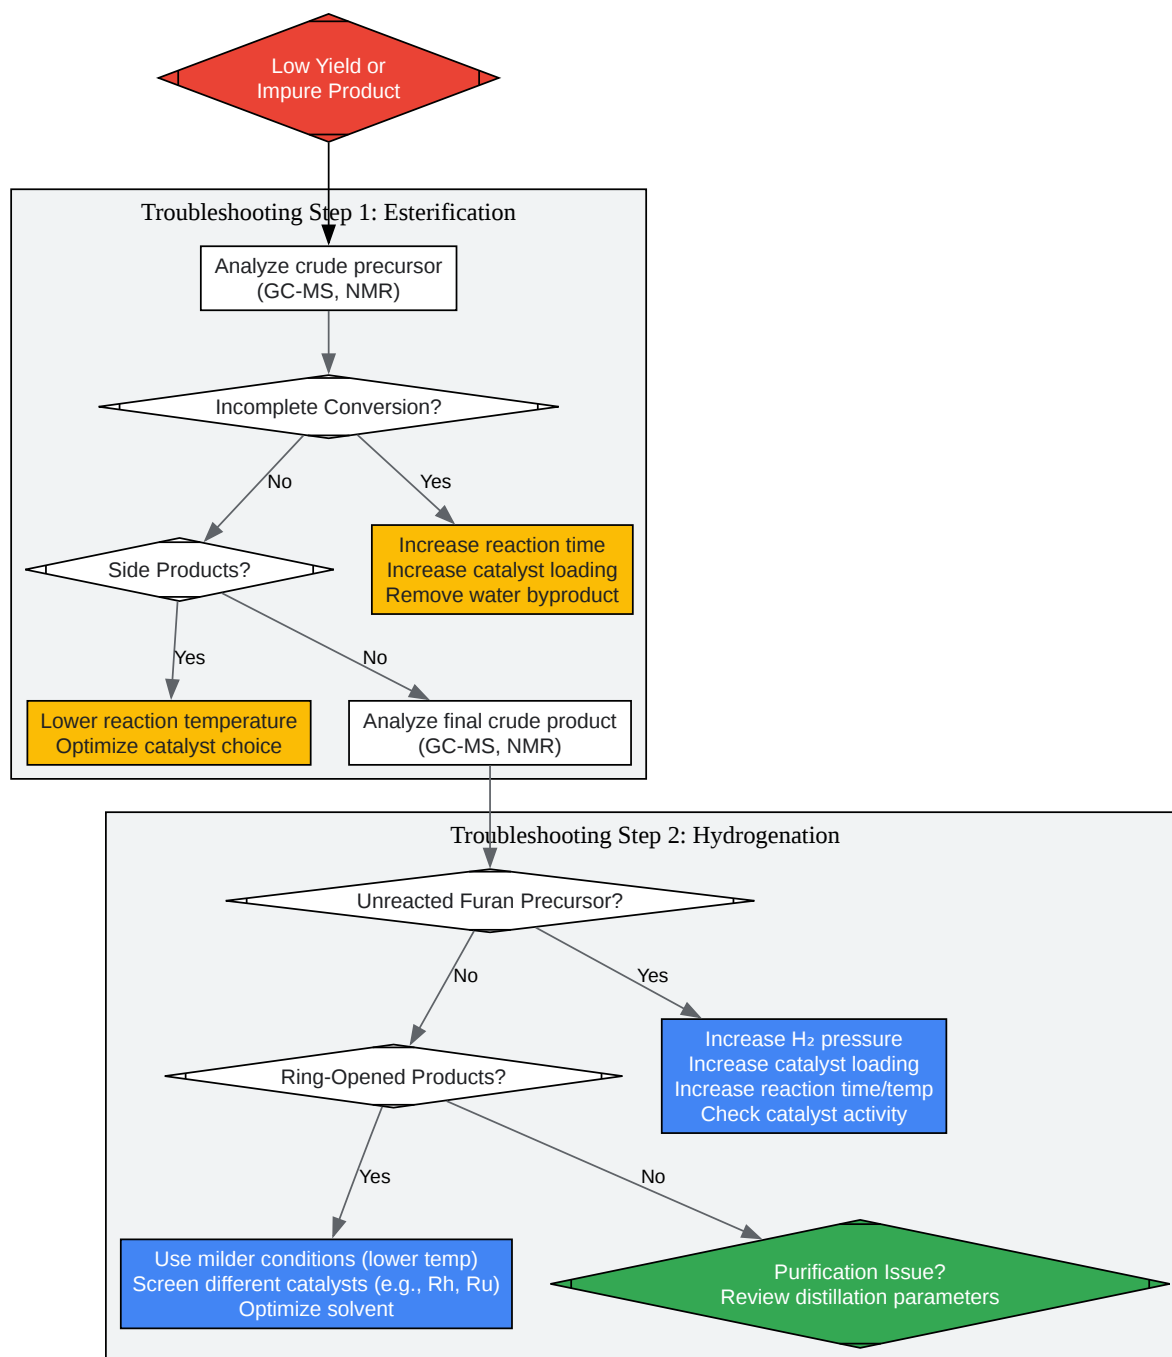 Low Yield or
Impure Product
Troubleshooting Step 1: Esterification
Analyze crude precursor
(GC-MS, NMR)
Incomplete Conversion?
No
Yes
Increase reaction time
Increase catalyst loading
Remove water byproduct
Side Products?
Yes
No
Lower reaction temperature
Optimize catalyst choice
Analyze final crude product
(GC-MS, NMR)
Troubleshooting Step 2: Hydrogenation
Unreacted Furan Precursor?
No
Yes
Increase H₂ pressure
Increase catalyst loading
Increase reaction time/temp
Check catalyst activity
Ring-Opened Products?
Yes
No
Use milder conditions (lower temp)
Screen different catalysts (e.g., Rh, Ru)
Optimize solvent
Purification Issue?
Review distillation parameters